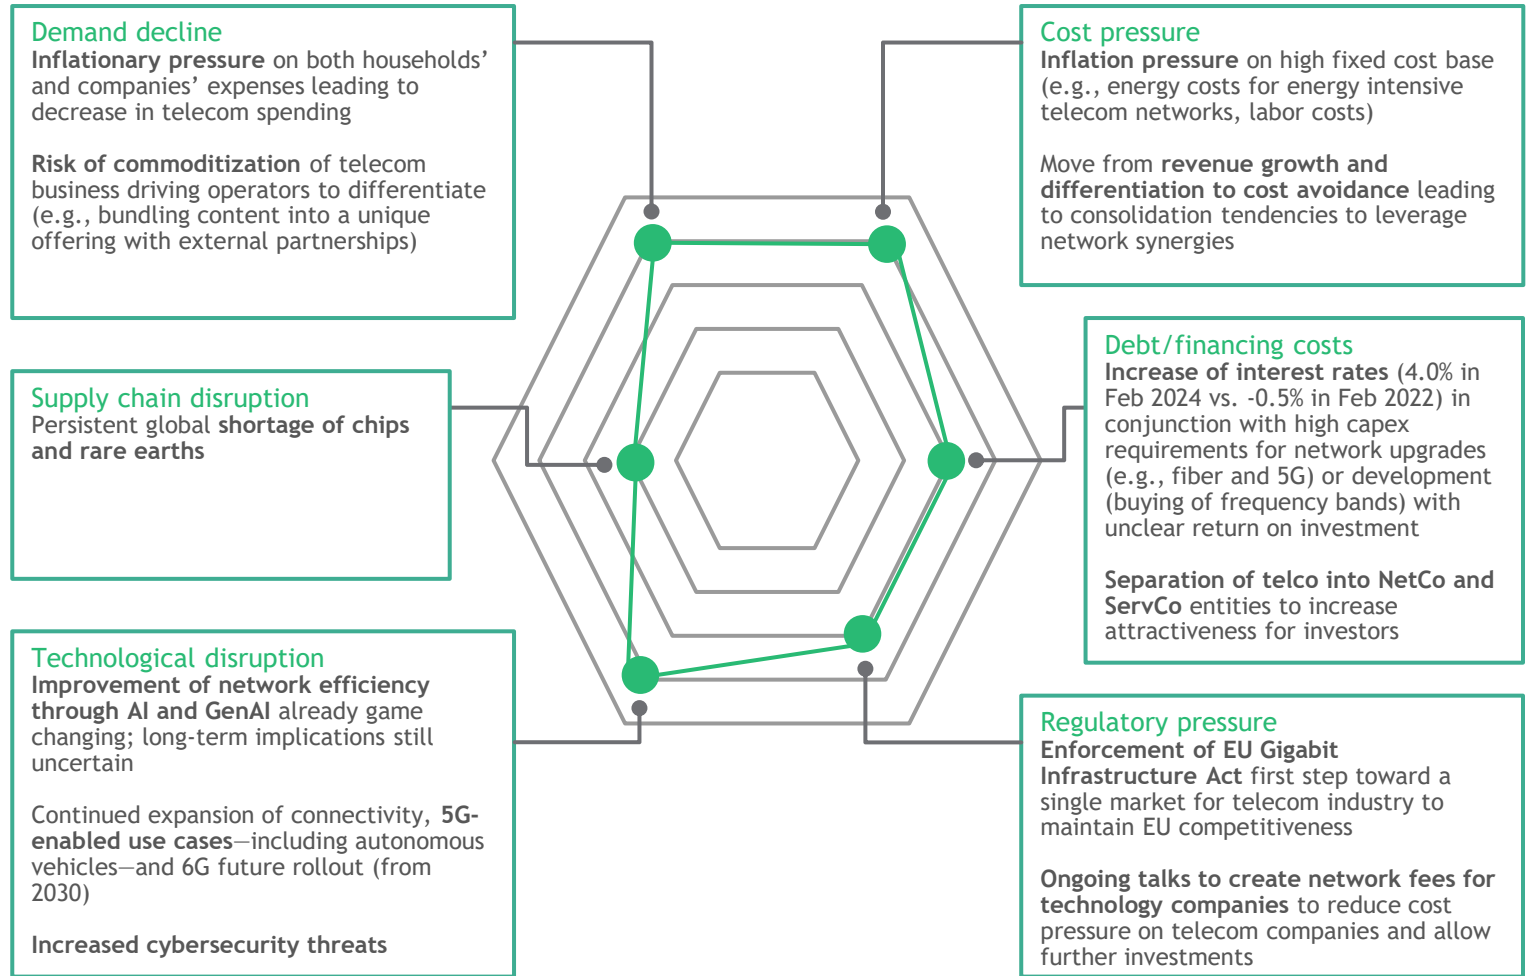 Demand decline
Inflationary pressure on both households’
and companies’ expenses leading to
decrease in telecom spending
Risk of commoditization of telecom
business driving operators to differentiate
(e.g., bundling content into a unique
offering with external partnerships)
Cost pressure
Inflation pressure on high fixed cost base
(e.g., energy costs for energy intensive
telecom networks, labor costs)
Move from revenue growth and
differentiation to cost avoidance leading
to consolidation tendencies to leverage
network synergies
Supply chain disruption
Persistent global shortage of chips
and rare earths
Debt/financing costs
Increase of interest rates (4.0% in
Feb 2024 vs. -0.5% in Feb 2022) in
conjunction with high capex
requirements for network upgrades
(e.g., fiber and 5G) or development
(buying of frequency bands) with
unclear return on investment
Separation of telco into NetCo and
ServCo entities to increase
attractiveness for investors
Technological disruption
Improvement of network efficiency
through AI and GenAI already game
changing; long-term implications still
uncertain
Continued expansion of connectivity, 5G-
enabled use cases—including autonomous
vehicles—and 6G future rollout (from
2030)
Increased cybersecurity threats
Regulatory pressure
Enforcement of EU Gigabit
Infrastructure Act first step toward a
single market for telecom industry to
maintain EU competitiveness
Ongoing talks to create network fees for
technology companies to reduce cost
pressure on telecom companies and allow
further investments